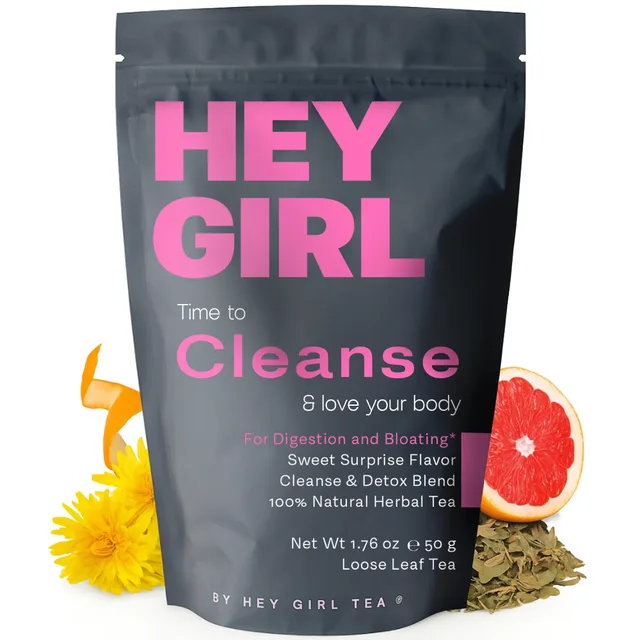 HEY
GIRL
Time to
Cleanse
& love your body
For Digestion and Bloating*
Sweet Surprise Flavor
Cleanse & Detox Blend
100% Natural Herbal Tea
Net Wt 1.76 oz ℮ 50 g
Loose Leaf Tea
BY HEY GIRL TEA ®